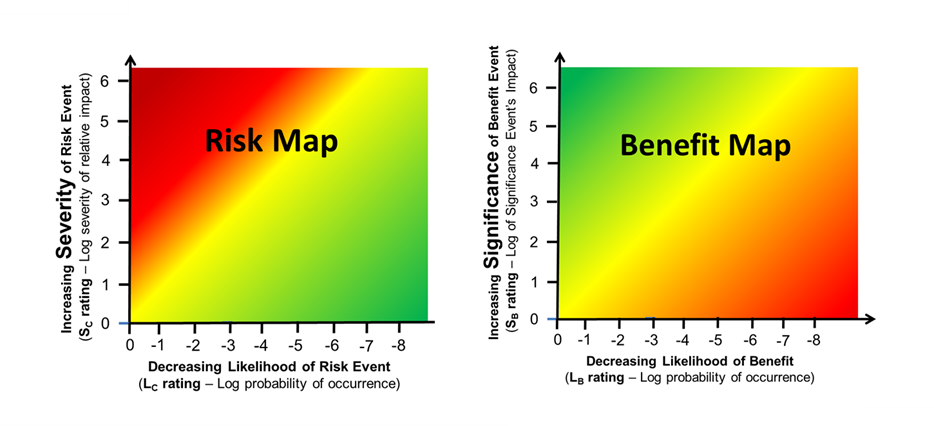 Increasing Severity of Risk Event
(SC rating – Log severity of relative impact)
6
5
4
3
2
1
0
Risk Map
0 -1 -2 -3 -4 -5 -6 -7 -8
Decreasing Likelihood of Risk Event
(LC rating – Log probability of occurrence)
Increasing Significance of Benefit Event
(SB rating – Log of Significance Event's Impact)
6
5
4
3
2
1
0
Benefit Map
0 -1 -2 -3 -4 -5 -6 -7 -8
Decreasing Likelihood of Benefit
(LB rating – Log probability of occurrence)